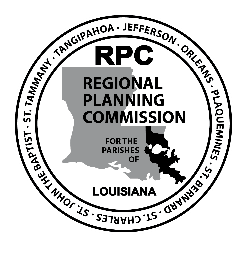 ST. JOHN THE BAPTIST · ST. TAMMANY · TANGIPAHOA · JEFFERSON · ORLEANS · PLAQUEMINES · ST. BERNARD · ST. CHARLES ·
RPC
REGIONAL
PLANNING
COMMISSION
FOR THE
PARISHES
OF
LOUISIANA